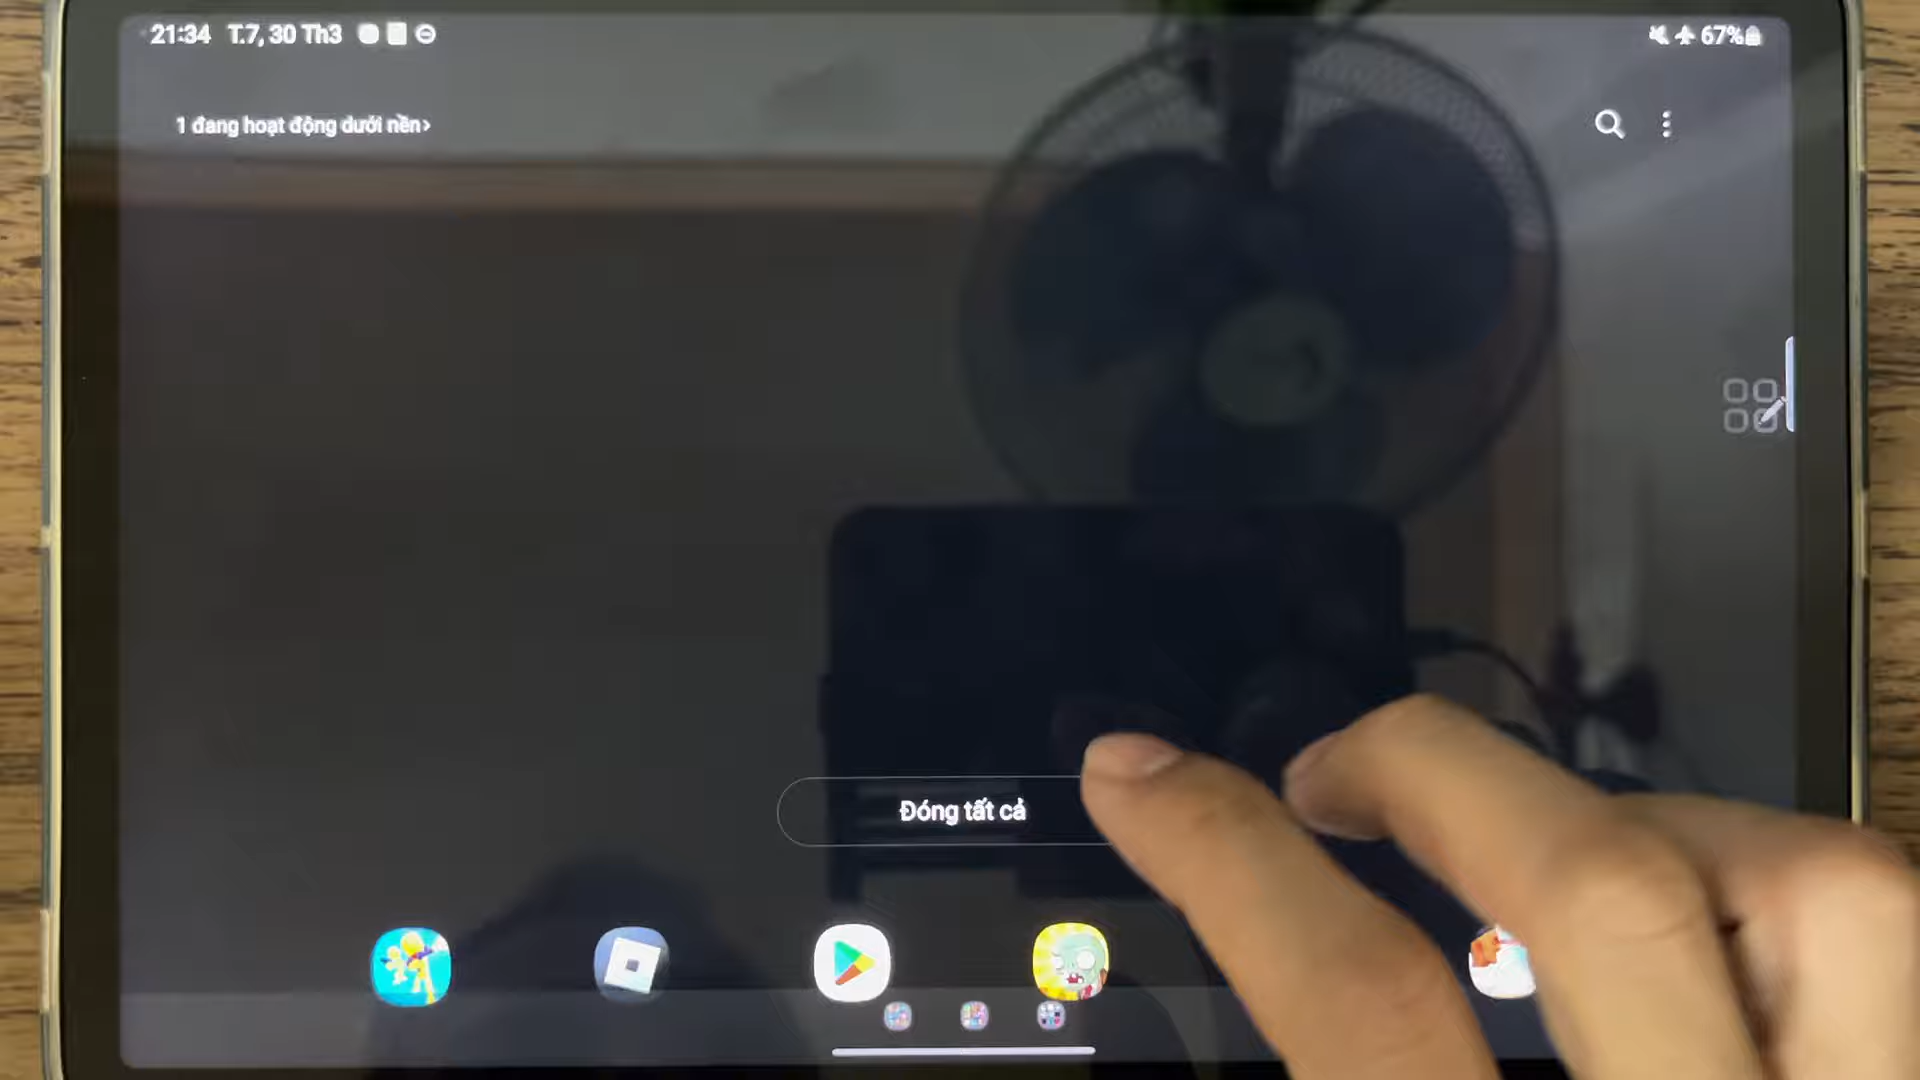 21:34 T.7, 30 Th3
67%
1 đang hoạt động dưới nền>
Đóng tất cả